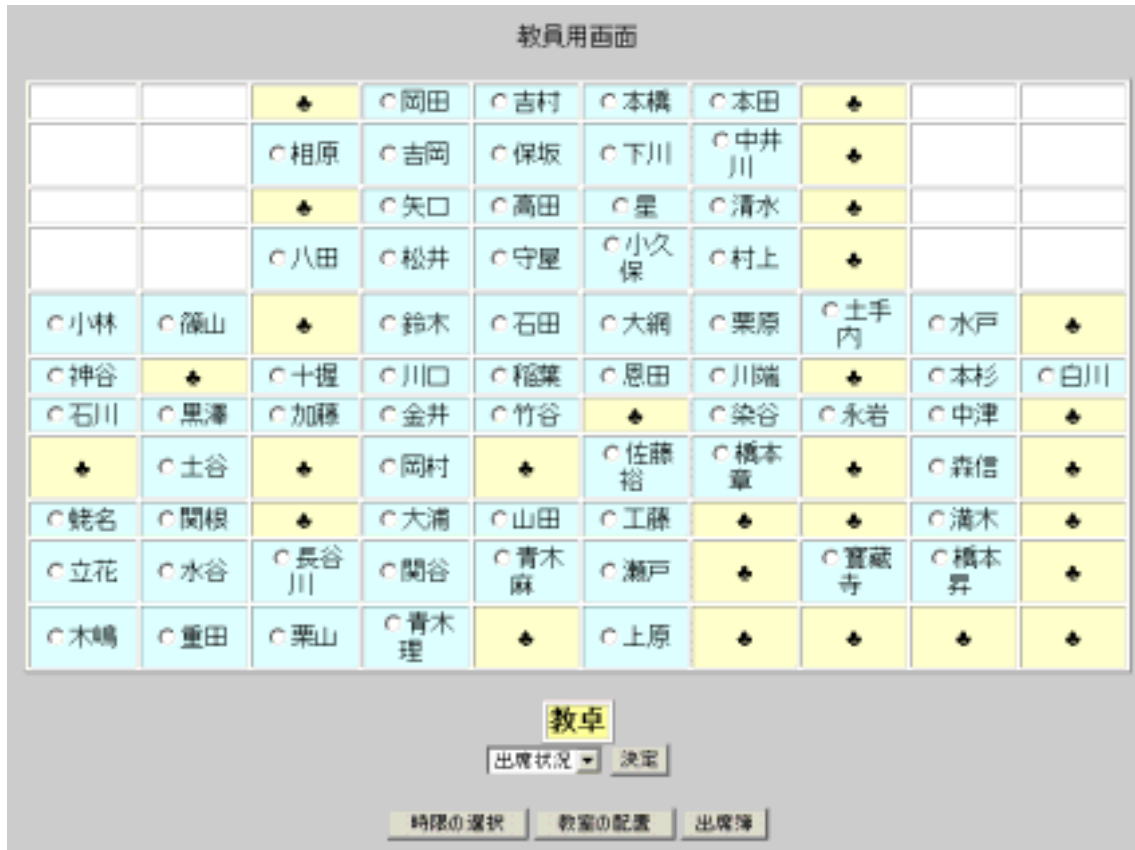 教員用画面
♣ 岡田 吉村 本橋 本田 ♣
相原 吉岡 保坂 下川 中井川 ♣
♣ 矢口 高田 星 清水 ♣
八田 松井 守屋 小久保 村上 ♣
小林 篠山 ♣ 鈴木 石田 大網 栗原 土手内 水戸 ♣
神谷 ♣ 十握 川口 稲葉 恩田 川端 ♣ 本杉 白川
石川 黒澤 加藤 金井 竹谷 ♣ 染谷 永岩 中津 ♣
♣ 土谷 ♣ 岡村 ♣ 佐藤裕 橋本章 ♣ 森信 ♣
蛯名 関根 ♣ 大浦 山田 工藤 ♣ ♣ 満木 ♣
立花 水谷 長谷川 関谷 青木麻 瀬戸 ♣ 寶蔵寺 橋本昇 ♣
木嶋 重田 栗山 青木理 ♣ 上原 ♣ ♣ ♣ ♣
教卓
出席状況 決定
時限の選択 教室の配置 出席簿